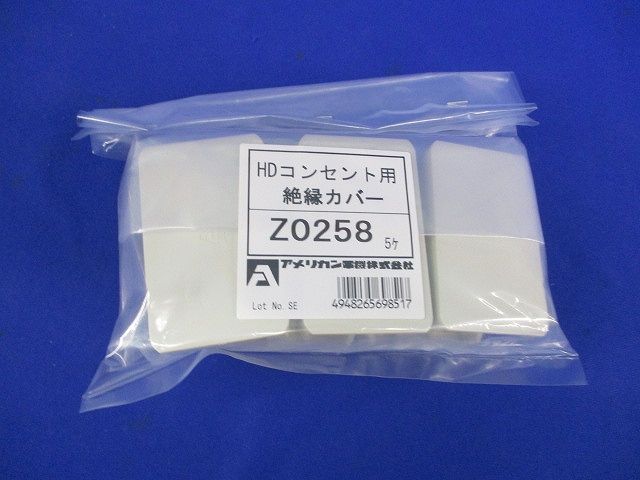 HDコンセント用
絶縁カバー
Z0258 5ケ
アメリカン電機株式会社
Lot No. SE
4948265698517